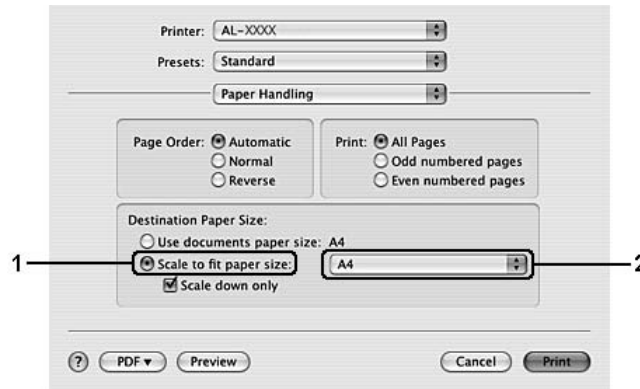 Printer: AL-XXXX
Presets: Standard
Paper Handling
Page Order: Automatic
Normal
Reverse
Print: All Pages
Odd numbered pages
Even numbered pages
Destination Paper Size:
Use documents paper size: A4
1
Scale to fit paper size: A4
2
Scale down only
? PDF Preview Cancel Print